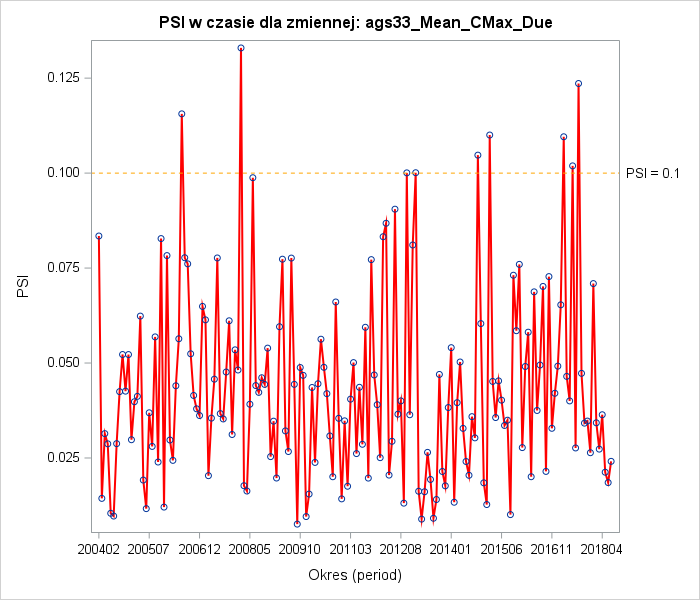 PSI w czasie dla zmiennej: ags33_Mean_CMax_Due
0.125
0.100
PSI = 0.1
0.075
0.050
0.025
PSI
200402 200507 200612 200805 200910 201103 201208 201401 201506 201611 201804
Okres (period)